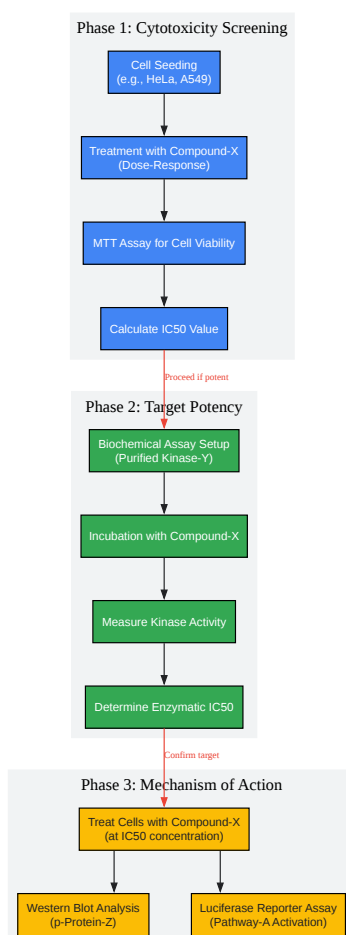 Phase 1: Cytotoxicity Screening
Cell Seeding
(e.g., HeLa, A549)
Treatment with Compound-X
(Dose-Response)
MTT Assay for Cell Viability
Calculate IC50 Value
Proceed if potent
Phase 2: Target Potency
Biochemical Assay Setup
(Purified Kinase-Y)
Incubation with Compound-X
Measure Kinase Activity
Determine Enzymatic IC50
Confirm target
Phase 3: Mechanism of Action
Treat Cells with Compound-X
(at IC50 concentration)
Western Blot Analysis
(p-Protein-Z)
Luciferase Reporter Assay
(Pathway-A Activation)